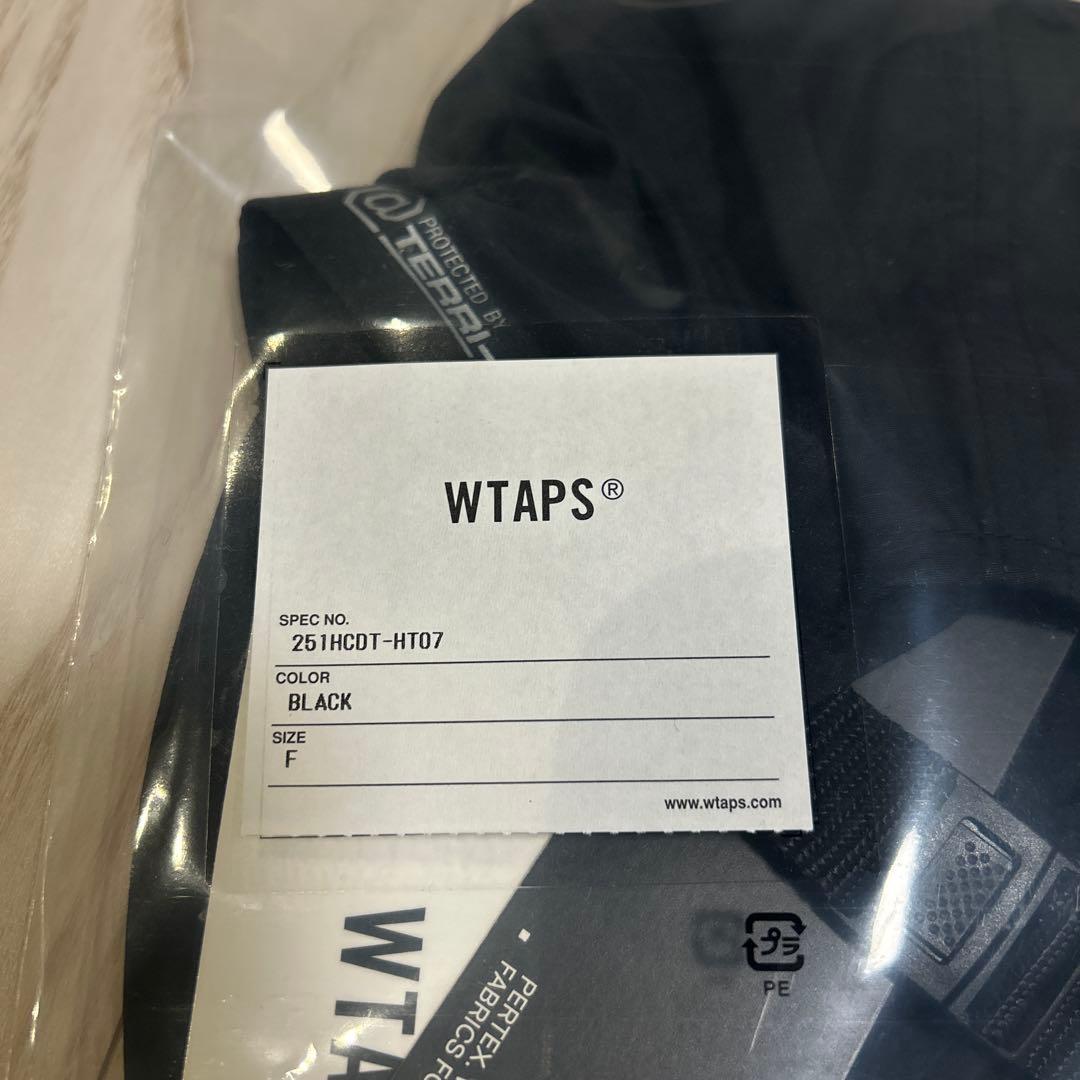 @
PROTECTED BY
TERRI
WTAPS®
SPEC NO.
251HCDT-HT07
COLOR
BLACK
SIZE
F
www.wtaps.com
WTA
PERTEX.
FABRICS FO
プラ
PE